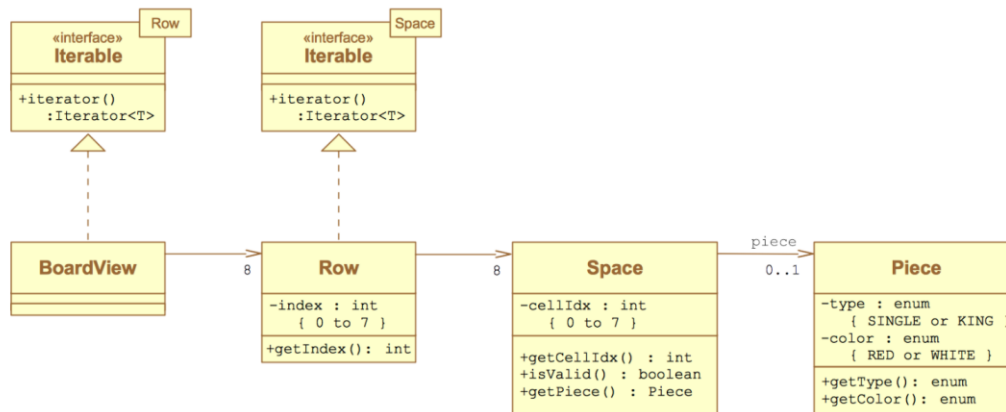 Row
«interface»
Iterable
+iterator()
:Iterator<T>
Space
«interface»
Iterable
+iterator()
:Iterator<T>
BoardView
8
Row
-index : int
{ 0 to 7 }
+getIndex(): int
8
Space
-cellIdx : int
{ 0 to 7 }
+getCellIdx() : int
+isValid() : boolean
+getPiece() : Piece
piece
0..1
Piece
-type : enum
{ SINGLE or KING }
-color : enum
{ RED or WHITE }
+getType(): enum
+getColor(): enum